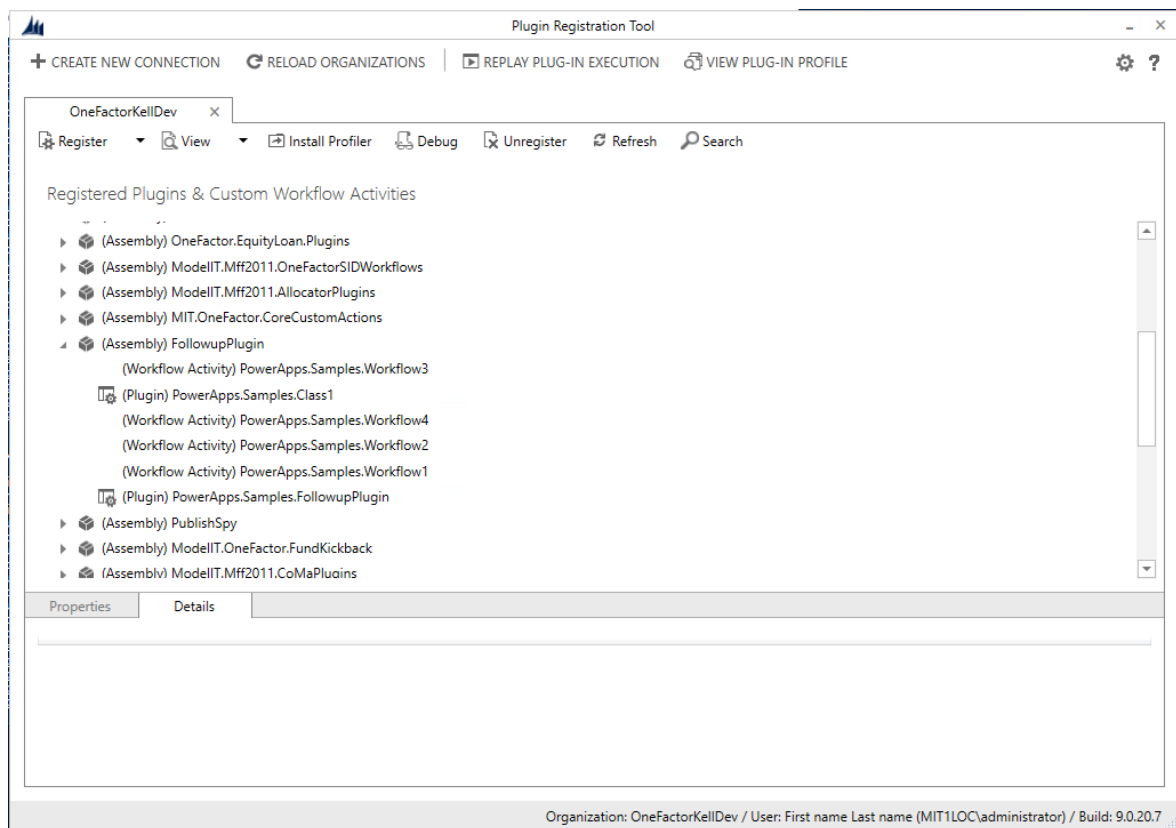 Plugin Registration Tool
CREATE NEW CONNECTION RELOAD ORGANIZATIONS REPLAY PLUG-IN EXECUTION VIEW PLUG-IN PROFILE
OneFactorKellDev
Register View Install Profiler Debug Unregister Refresh Search
Registered Plugins & Custom Workflow Activities
(Assembly) OneFactor.EquityLoan.Plugins
(Assembly) ModelIT.Mff2011.OneFactorSIDWorkflows
(Assembly) ModelIT.Mff2011.AllocatorPlugins
(Assembly) MIT.OneFactor.CoreCustomActions
(Assembly) FollowupPlugin
(Workflow Activity) PowerApps.Samples.Workflow3
(Plugin) PowerApps.Samples.Class1
(Workflow Activity) PowerApps.Samples.Workflow4
(Workflow Activity) PowerApps.Samples.Workflow2
(Workflow Activity) PowerApps.Samples.Workflow1
(Plugin) PowerApps.Samples.FollowupPlugin
(Assembly) PublishSpy
(Assembly) ModelIT.OneFactor.FundKickback
(Assembly) ModelIT.Mff2011.CoMaPlugins
Properties Details
Organization: OneFactorKellDev / User: First name Last name (MIT1LOC\administrator) / Build: 9.0.20.7